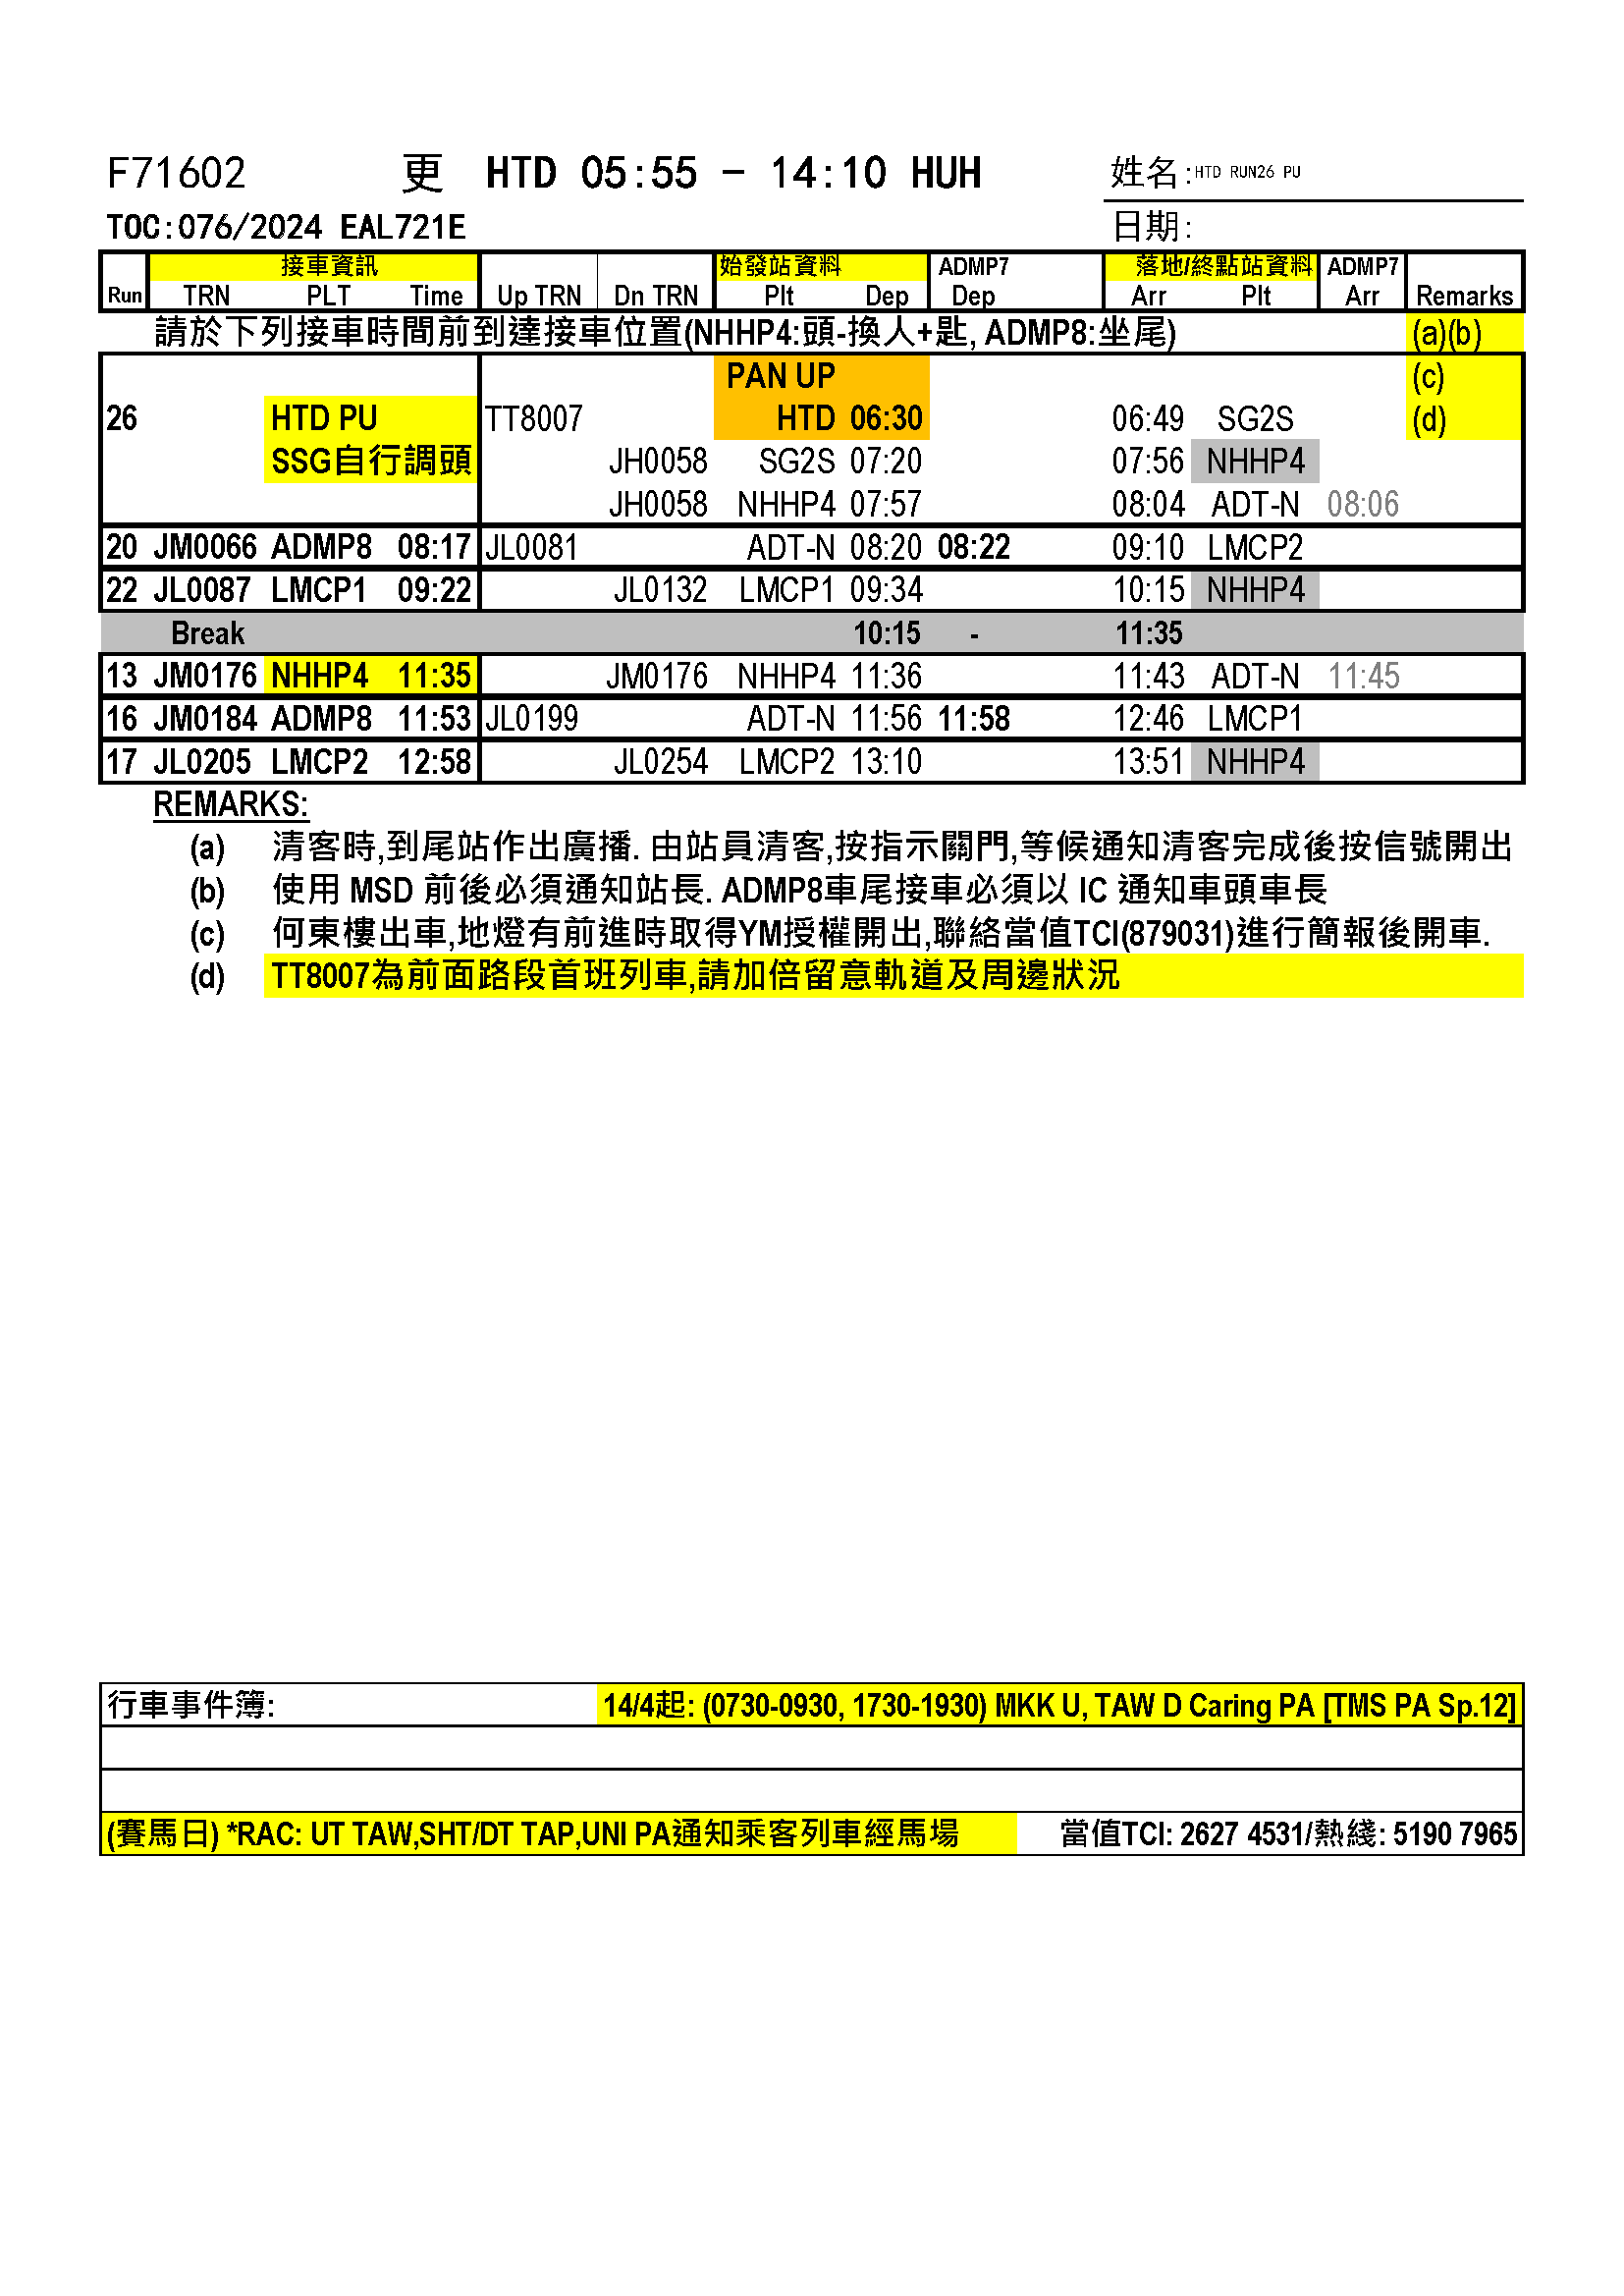 F71602 更 HTD 05:55 - 14:10 HUH 姓名:HTD RUN26 PU
TOC:076/2024 EAL721E 日期:
接車資訊 始發站資料 ADMP7 落地/終點站資料 ADMP7
Run TRN PLT Time Up TRN Dn TRN Plt Dep Dep Arr Plt Arr Remarks
請於下列接車時間前到達接車位置(NHHP4:頭-換人+匙, ADMP8:坐尾) (a)(b)
PAN UP (c)
26 HTD PU TT8007 HTD 06:30 06:49 SG2S (d)
SSG自行調頭 JH0058 SG2S 07:20 07:56 NHHP4
JH0058 NHHP4 07:57 08:04 ADT-N 08:06
20 JM0066 ADMP8 08:17 JL0081 ADT-N 08:20 08:22 09:10 LMCP2
22 JL0087 LMCP1 09:22 JL0132 LMCP1 09:34 10:15 NHHP4
Break 10:15 - 11:35
13 JM0176 NHHP4 11:35 JM0176 NHHP4 11:36 11:43 ADT-N 11:45
16 JM0184 ADMP8 11:53 JL0199 ADT-N 11:56 11:58 12:46 LMCP1
17 JL0205 LMCP2 12:58 JL0254 LMCP2 13:10 13:51 NHHP4
REMARKS:
(a) 清客時,到尾站作出廣播. 由站員清客,按指示關門,等候通知清客完成後按信號開出
(b) 使用 MSD 前後必須通知站長. ADMP8車尾接車必須以 IC 通知車頭車長
(c) 何東樓出車,地燈有前進時取得YM授權開出,聯絡當值TCI(879031)進行簡報後開車.
(d) TT8007為前面路段首班列車,請加倍留意軌道及周邊狀況
行車事件簿: 14/4起: (0730-0930, 1730-1930) MKK U, TAW D Caring PA [TMS PA Sp.12]
(賽馬日) *RAC: UT TAW,SHT/DT TAP,UNI PA通知乘客列車經馬場 當值TCI: 2627 4531/熱綫: 5190 7965